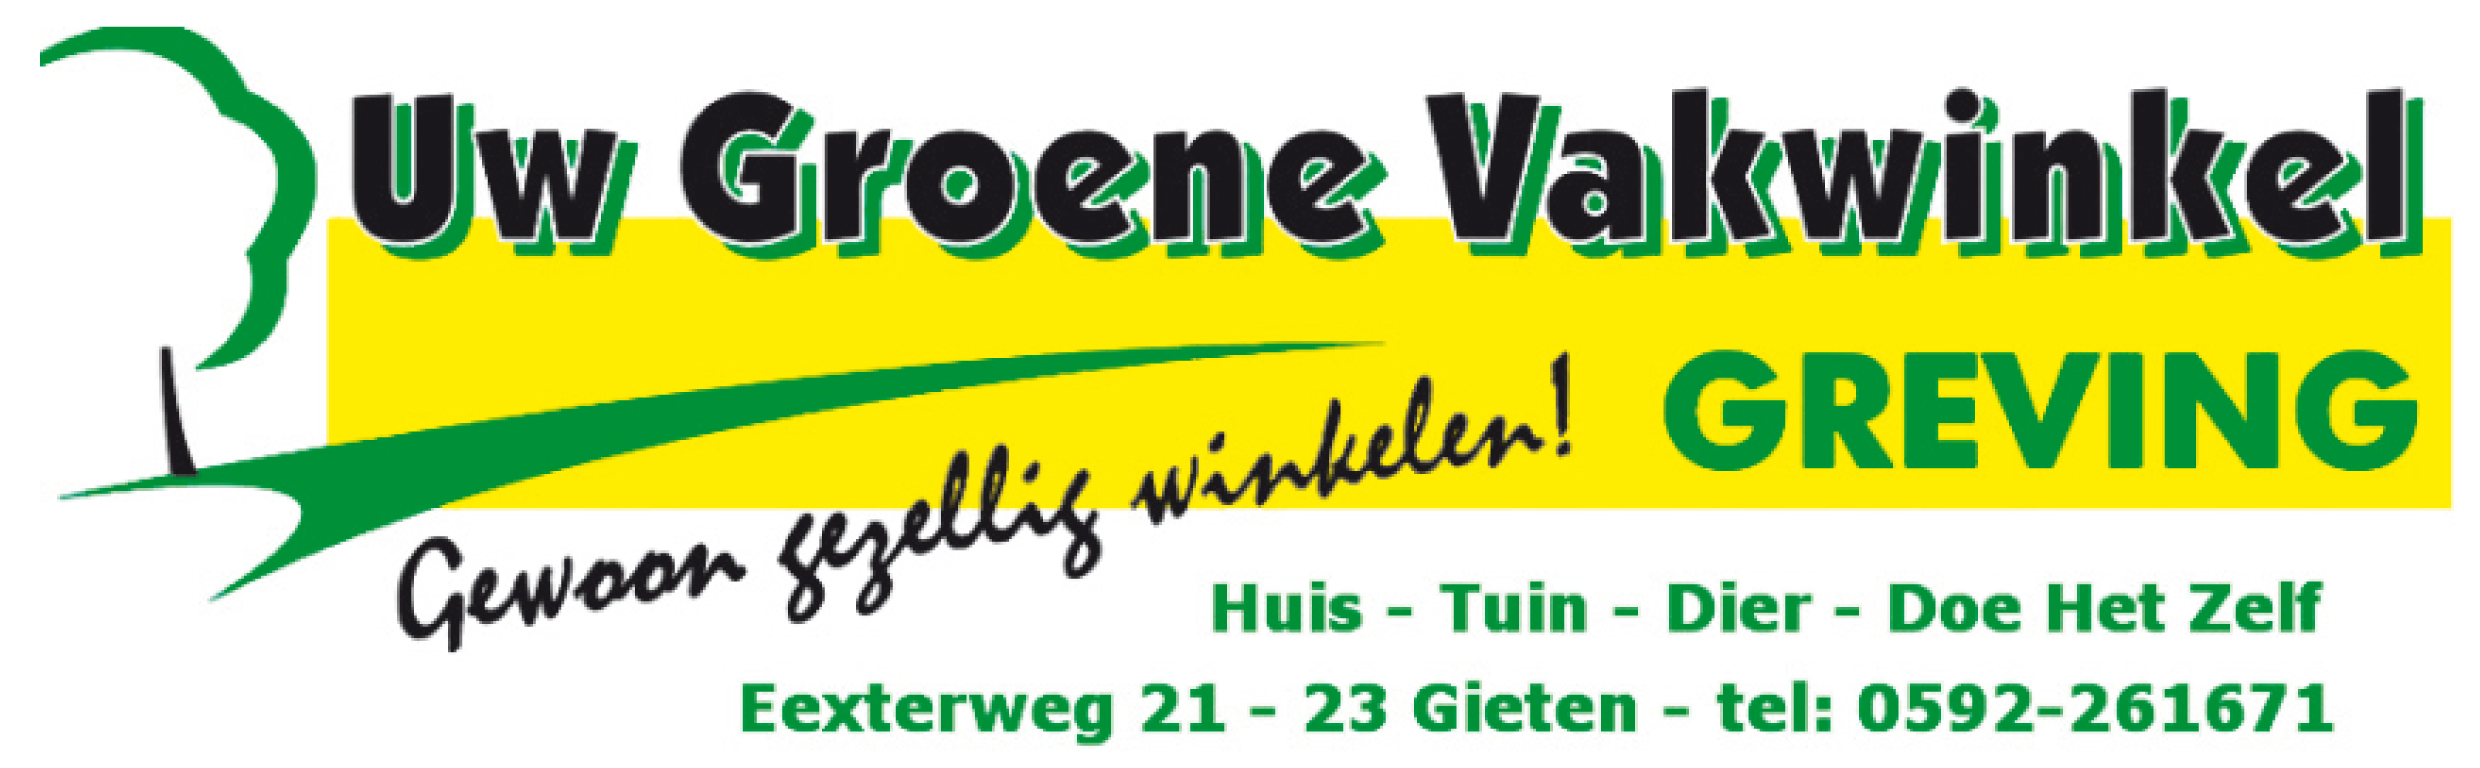 Uw Groene Vakwinkel
GREVING
Gewoon gezellig winkelen!
Huis - Tuin - Dier - Doe Het Zelf
Eexterweg 21 - 23 Gieten - tel: 0592-261671